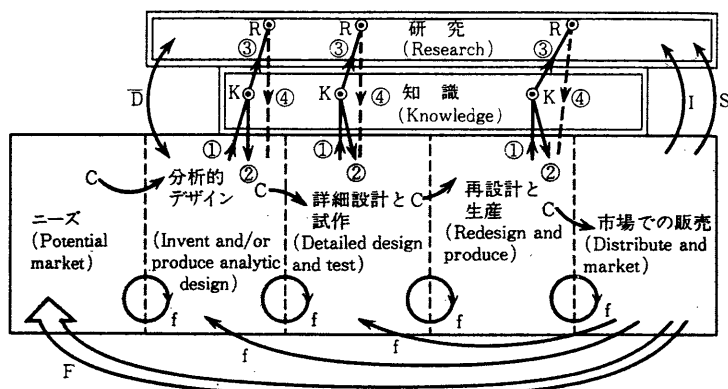 R
R
R
研究
(Research)
③
③
③
D
④
K
④
K
知識
(Knowledge)
K
④
I
S
①
②
①
②
①
②
C
分析的
デザイン
C
詳細設計と
試作
C
再設計と
生産
C
市場での販売
ニーズ
(Potential
market)
(Invent and/or
produce analytic
design)
(Detailed design
and test)
(Redesign and
produce)
(Distribute and
market)
f
f
f
f
f
f
F